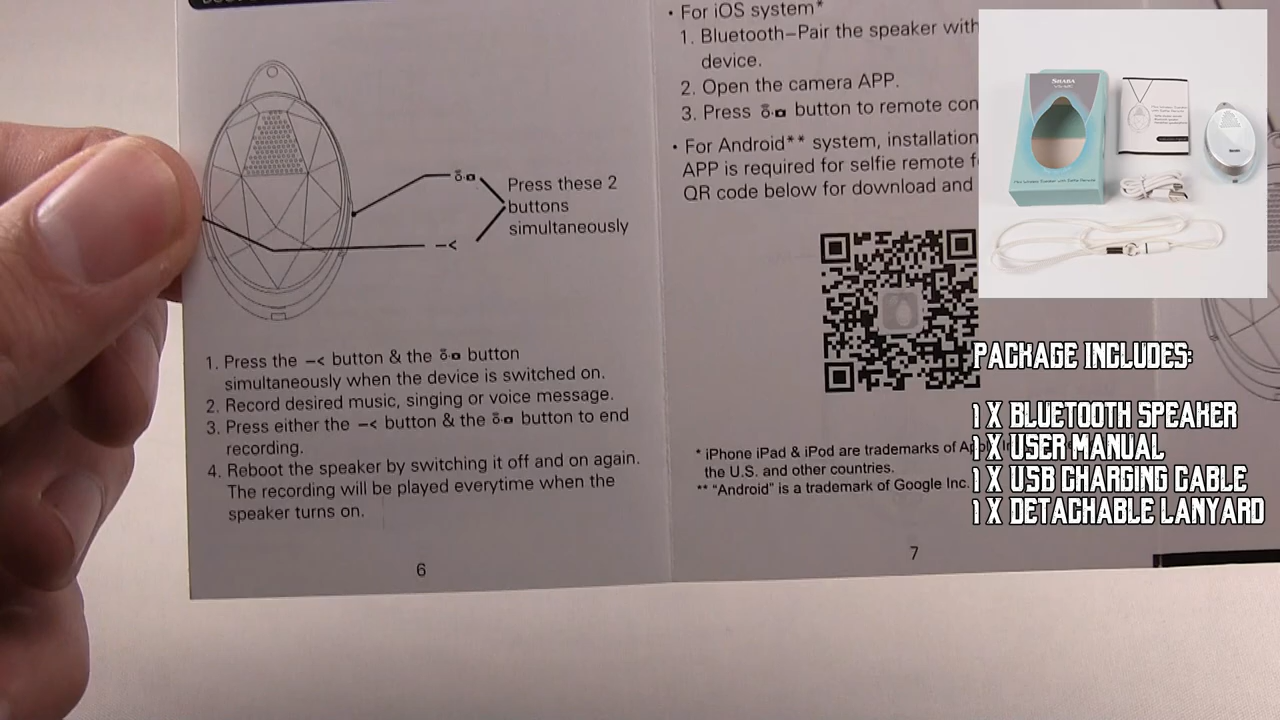 Press these 2
buttons
simultaneously
1. Press the –< button & the button
simultaneously when the device is switched on.
2. Record desired music, singing or voice message.
3. Press either the –< button & the button to end
recording.
4. Reboot the speaker by switching it off and on again.
The recording will be played everytime when the
speaker turns on.
6
• For iOS system*
1. Bluetooth–Pair the speaker with
device.
2. Open the camera APP.
3. Press button to remote con
• For Android** system, installation
APP is required for selfie remote f
QR code below for download and
* iPhone iPad & iPod are trademarks of Ap
the U.S. and other countries.
** “Android” is a trademark of Google Inc.
7
PACKAGE INCLUDES:
1 X BLUETOOTH SPEAKER
1 X USER MANUAL
1 X USB CHARGING CABLE
1 X DETACHABLE LANYARD